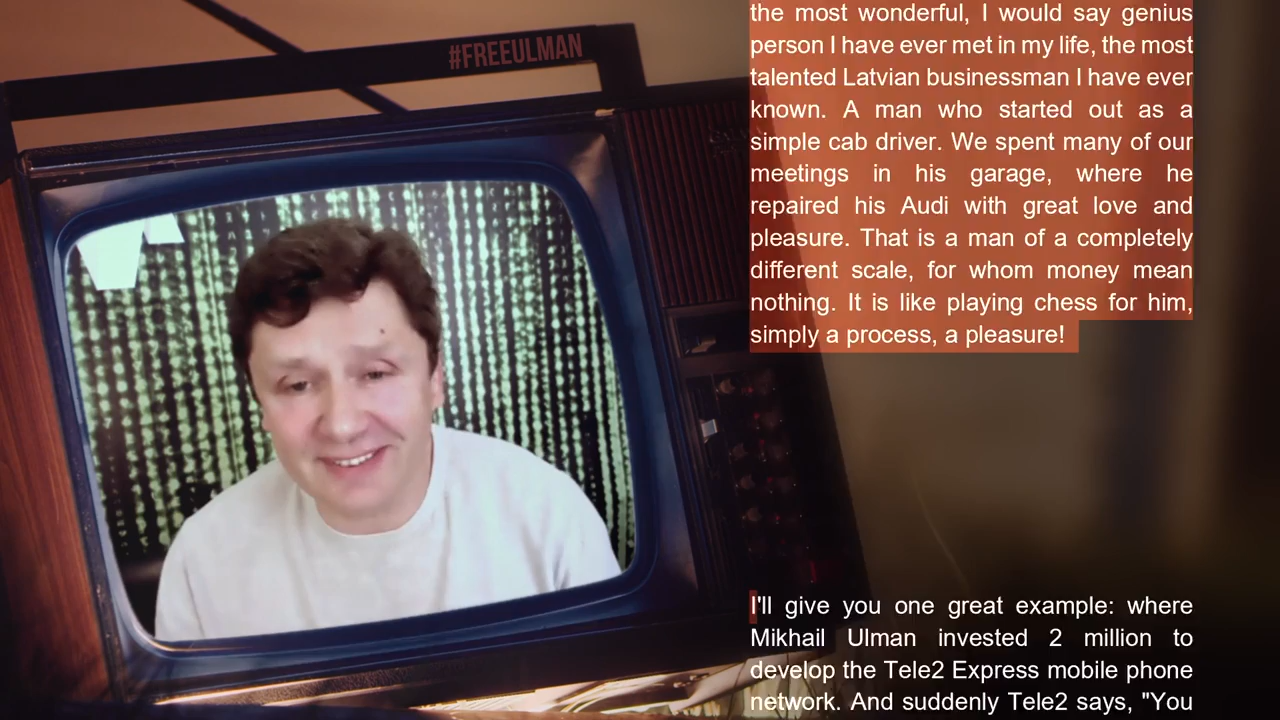 #FREEULMAN
the most wonderful, I would say genius
person I have ever met in my life, the most
talented Latvian businessman I have ever
known. A man who started out as a
simple cab driver. We spent many of our
meetings in his garage, where he
repaired his Audi with great love and
pleasure. That is a man of a completely
different scale, for whom money mean
nothing. It is like playing chess for him,
simply a process, a pleasure!
I'll give you one great example: where
Mikhail Ulman invested 2 million to
develop the Tele2 Express mobile phone
network. And suddenly Tele2 says, "You